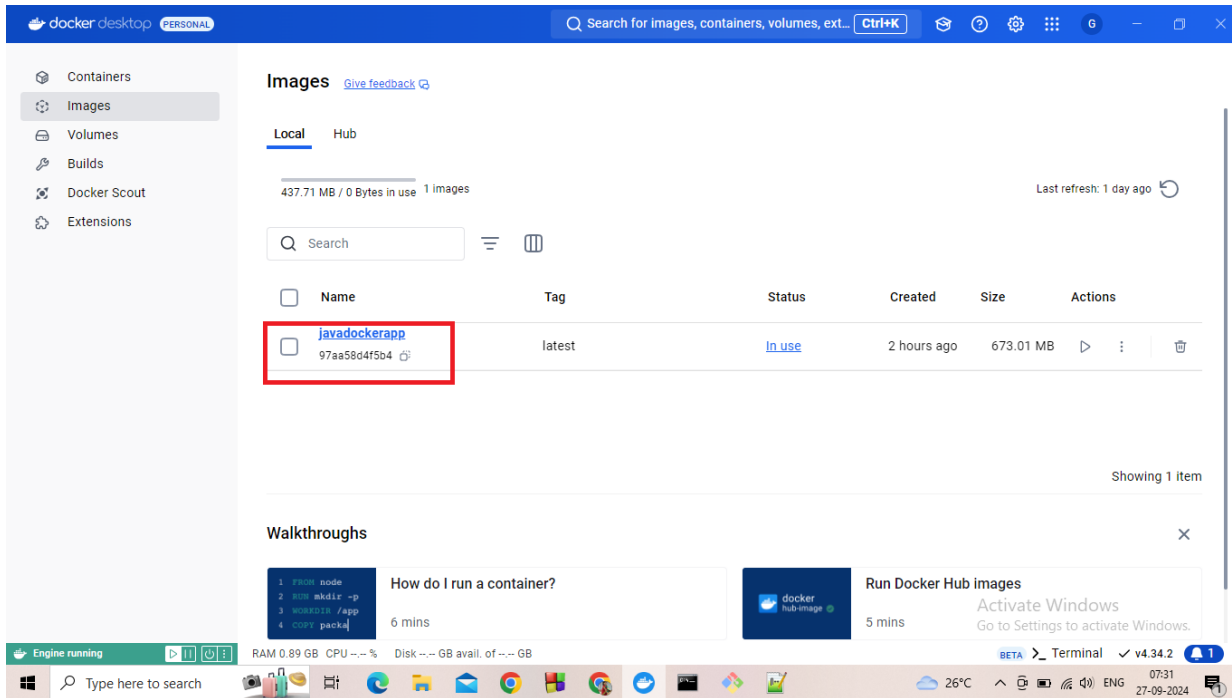 docker desktop PERSONAL
Search for images, containers, volumes, ext... Ctrl+K
G
Containers
Images
Volumes
Builds
Docker Scout
Extensions
Images Give feedback
Local Hub
437.71 MB / 0 Bytes in use 1 images
Last refresh: 1 day ago
Search
Name Tag Status Created Size Actions
javadockerapp
97aa58d4f5b4
latest In use 2 hours ago 673.01 MB
Showing 1 item
Walkthroughs
1 FROM node
2 RUN mkdir -p
3 WORKDIR /app
4 COPY packa
How do I run a container?
6 mins
docker
hub-image
Run Docker Hub images
5 mins
Activate Windows
Go to Settings to activate Windows.
Engine running
RAM 0.89 GB CPU --.-- % Disk --.-- GB avail. of --.-- GB
BETA >_ Terminal v4.34.2 1
Type here to search
26°C ENG
07:31
27-09-2024